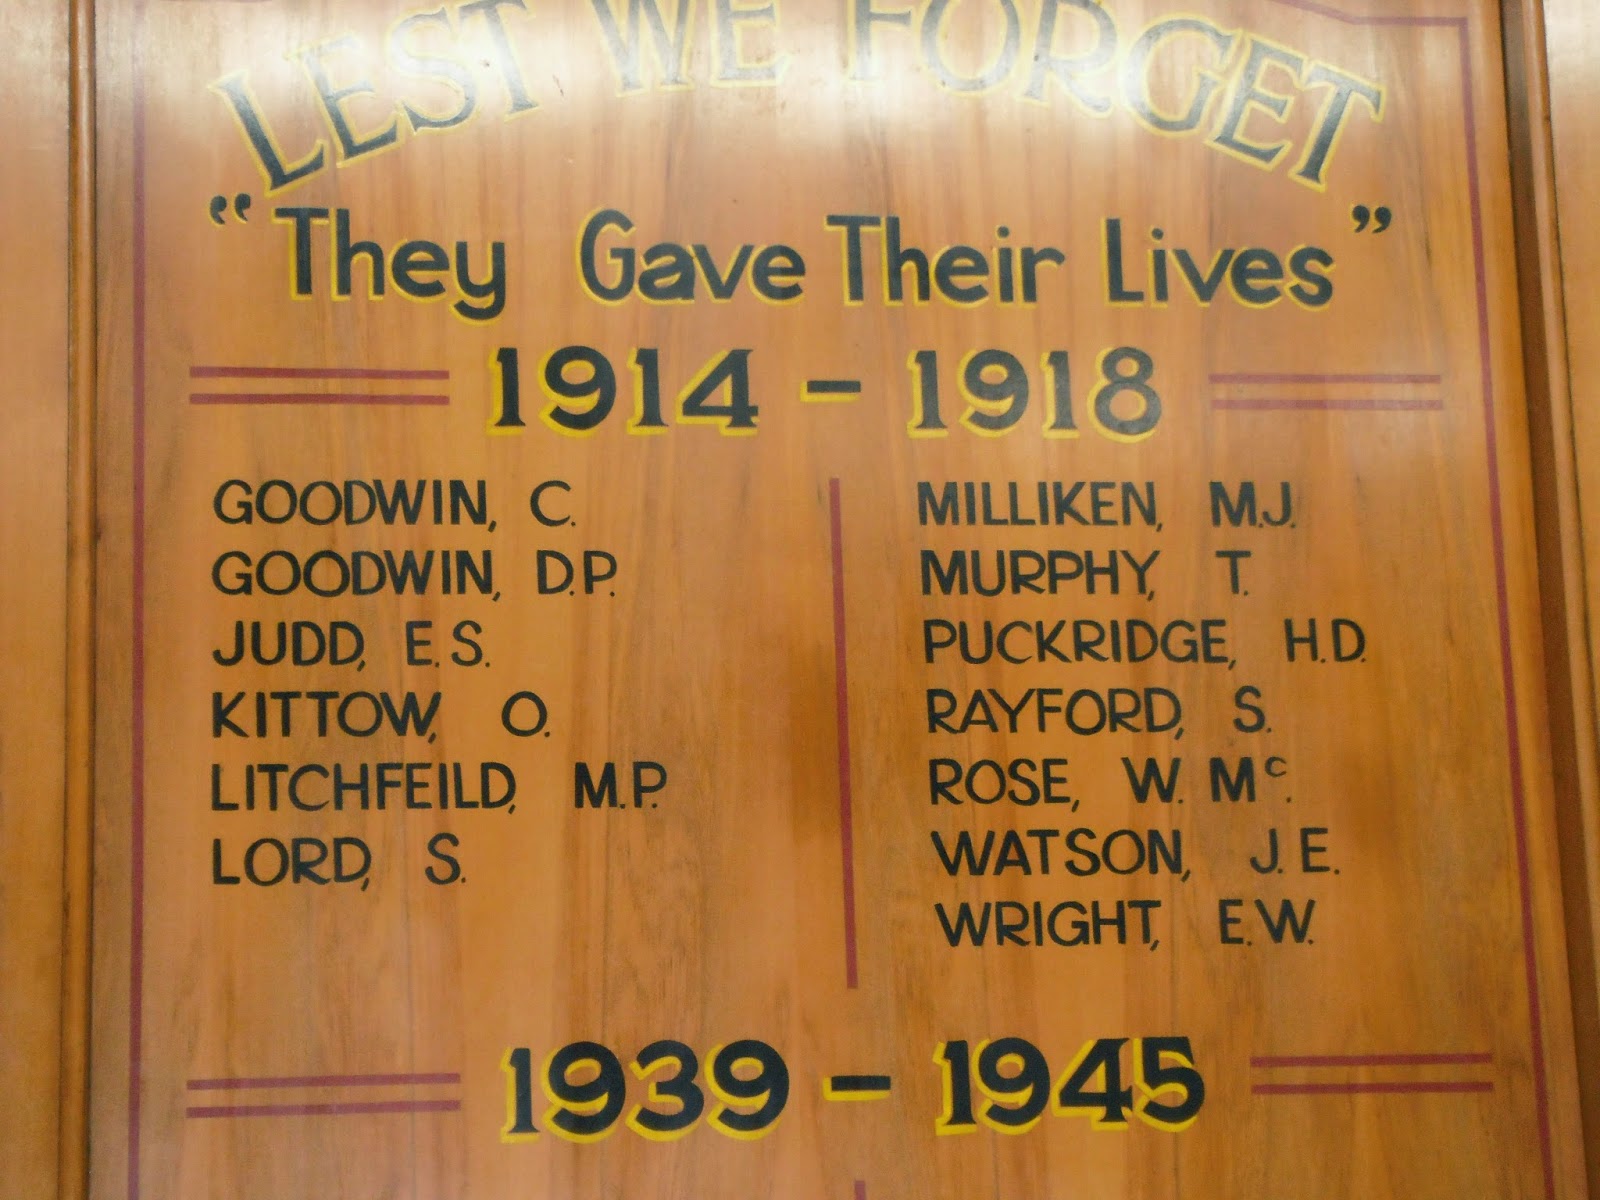 LEST WE FORGET
"They Gave Their Lives"
1914 - 1918
GOODWIN, C.
GOODWIN, D.P.
JUDD, E.S.
KITTOW, O.
LITCHFEILD, M.P.
LORD, S.
MILLIKEN, M.J.
MURPHY, T.
PUCKRIDGE, H.D.
RAYFORD, S.
ROSE, W. Mc.
WATSON, J.E.
WRIGHT, E.W.
1939 - 1945